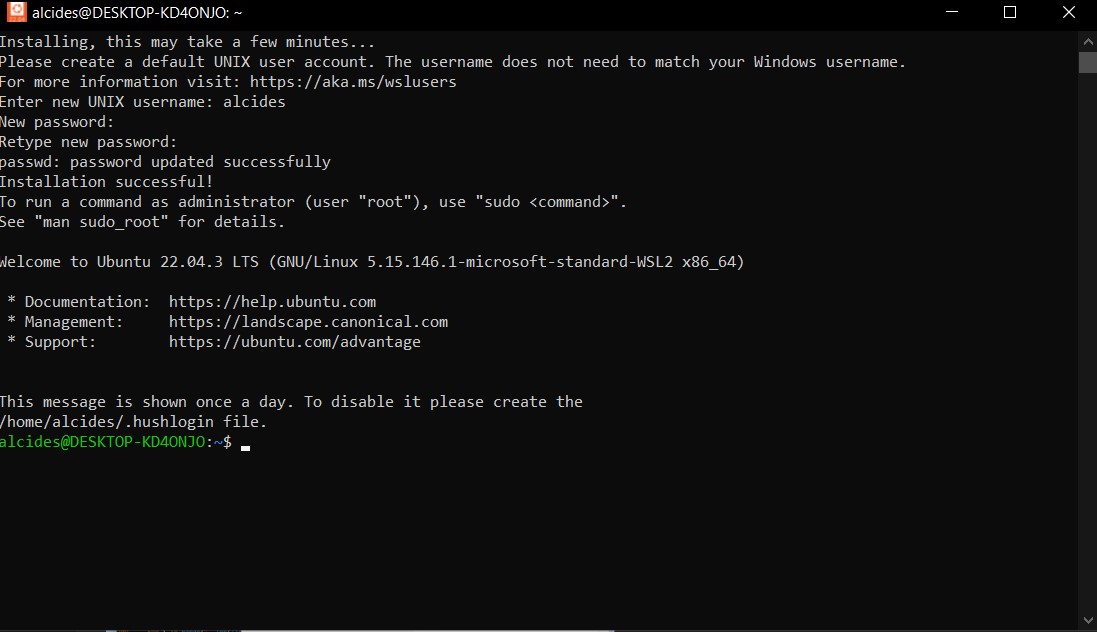 alcides@DESKTOP-KD4ONJO: ~
Installing, this may take a few minutes...
Please create a default UNIX user account. The username does not need to match your Windows username.
For more information visit: https://aka.ms/wslusers
Enter new UNIX username: alcides
New password:
Retype new password:
passwd: password updated successfully
Installation successful!
To run a command as administrator (user "root"), use "sudo <command>".
See "man sudo_root" for details.
Welcome to Ubuntu 22.04.3 LTS (GNU/Linux 5.15.146.1-microsoft-standard-WSL2 x86_64)
* Documentation: https://help.ubuntu.com
* Management: https://landscape.canonical.com
* Support: https://ubuntu.com/advantage
This message is shown once a day. To disable it please create the
/home/alcides/.hushlogin file.
alcides@DESKTOP-KD4ONJO:~$